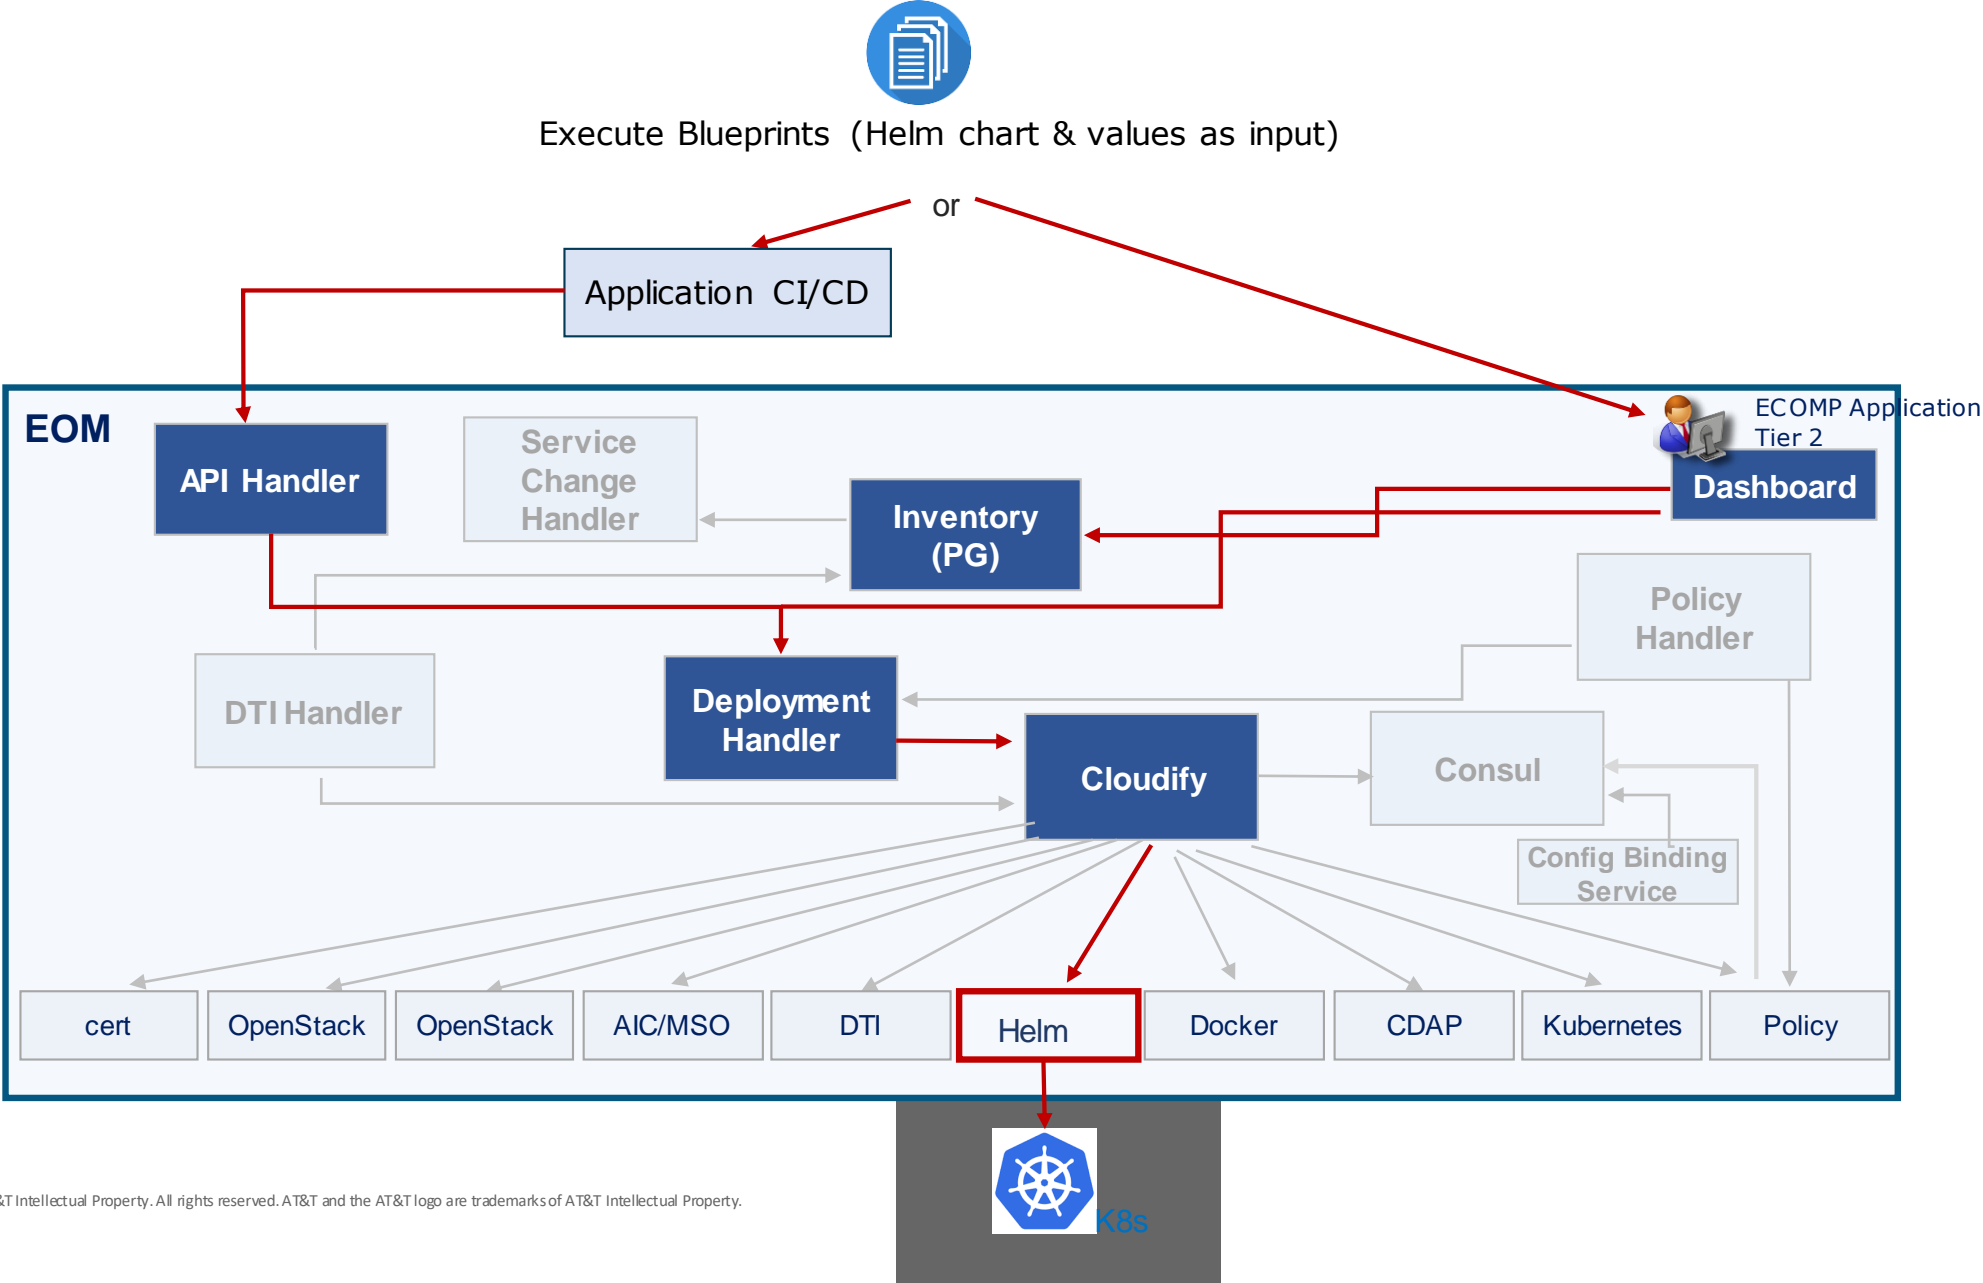 Execute Blueprints (Helm chart & values as input)
or
Application CI/CD
EOM
API Handler
Service
Change
Handler
Inventory
(PG)
ECOMP Application
Tier 2
Dashboard
Policy
Handler
DTI Handler
Deployment
Handler
Cloudify
Consul
Config Binding
Service
cert
OpenStack
OpenStack
AIC/MSO
DTI
Helm
Docker
CDAP
Kubernetes
Policy
K8s
&T Intellectual Property. All rights reserved. AT&T and the AT&T logo are trademarks of AT&T Intellectual Property.